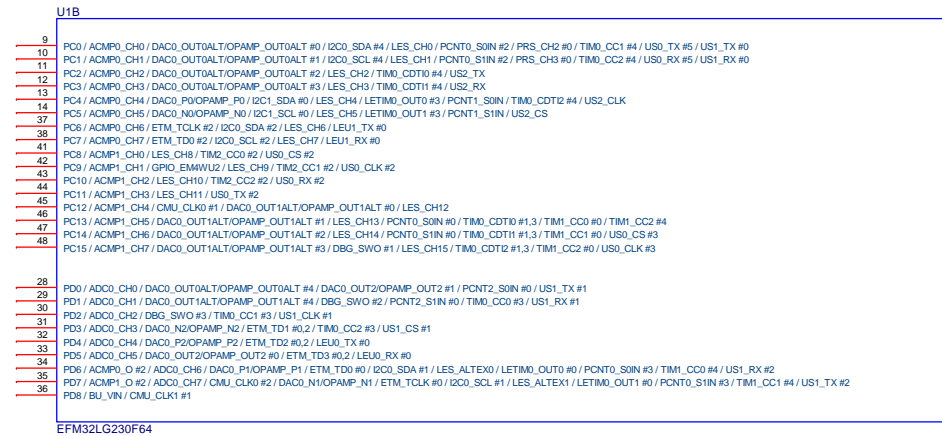 U1B
9 PC0 / ACMP0_CH0 / DAC0_OUT0ALT/OPAMP_OUT0ALT #0 / I2C0_SDA #4 / LES_CH0 / PCNT0_S0IN #2 / PRS_CH2 #0 / TIM0_CC1 #4 / US0_TX #5 / US1_TX #0
10 PC1 / ACMP0_CH1 / DAC0_OUT0ALT/OPAMP_OUT0ALT #1 / I2C0_SCL #4 / LES_CH1 / PCNT0_S1IN #2 / PRS_CH3 #0 / TIM0_CC2 #4 / US0_RX #5 / US1_RX #0
11 PC2 / ACMP0_CH2 / DAC0_OUT0ALT/OPAMP_OUT0ALT #2 / LES_CH2 / TIM0_CDTI0 #4 / US2_TX
12 PC3 / ACMP0_CH3 / DAC0_OUT0ALT/OPAMP_OUT0ALT #3 / LES_CH3 / TIM0_CDTI1 #4 / US2_RX
13 PC4 / ACMP0_CH4 / DAC0_P0/OPAMP_P0 / I2C1_SDA #0 / LES_CH4 / LETIM0_OUT0 #3 / PCNT1_S0IN / TIM0_CDTI2 #4 / US2_CLK
14 PC5 / ACMP0_CH5 / DAC0_N0/OPAMP_N0 / I2C1_SCL #0 / LES_CH5 / LETIM0_OUT1 #3 / PCNT1_S1IN / US2_CS
37 PC6 / ACMP0_CH6 / ETM_TCLK #2 / I2C0_SDA #2 / LES_CH6 / LEU1_TX #0
38 PC7 / ACMP0_CH7 / ETM_TD0 #2 / I2C0_SCL #2 / LES_CH7 / LEU1_RX #0
41 PC8 / ACMP1_CH0 / LES_CH8 / TIM2_CC0 #2 / US0_CS #2
42 PC9 / ACMP1_CH1 / GPIO_EM4WU2 / LES_CH9 / TIM2_CC1 #2 / US0_CLK #2
43 PC10 / ACMP1_CH2 / LES_CH10 / TIM2_CC2 #2 / US0_RX #2
44 PC11 / ACMP1_CH3 / LES_CH11 / US0_TX #2
45 PC12 / ACMP1_CH4 / CMU_CLK0 #1 / DAC0_OUT1ALT/OPAMP_OUT1ALT #0 / LES_CH12
46 PC13 / ACMP1_CH5 / DAC0_OUT1ALT/OPAMP_OUT1ALT #1 / LES_CH13 / PCNT0_S0IN #0 / TIM0_CDTI0 #1,3 / TIM1_CC0 #0 / TIM1_CC2 #4
47 PC14 / ACMP1_CH6 / DAC0_OUT1ALT/OPAMP_OUT1ALT #2 / LES_CH14 / PCNT0_S1IN #0 / TIM0_CDTI1 #1,3 / TIM1_CC1 #0 / US0_CS #3
48 PC15 / ACMP1_CH7 / DAC0_OUT1ALT/OPAMP_OUT1ALT #3 / DBG_SWO #1 / LES_CH15 / TIM0_CDTI2 #1,3 / TIM1_CC2 #0 / US0_CLK #3
28 PD0 / ADC0_CH0 / DAC0_OUT0ALT/OPAMP_OUT0ALT #4 / DAC0_OUT2/OPAMP_OUT2 #1 / PCNT2_S0IN #0 / US1_TX #1
29 PD1 / ADC0_CH1 / DAC0_OUT1ALT/OPAMP_OUT1ALT #4 / DBG_SWO #2 / PCNT2_S1IN #0 / TIM0_CC0 #3 / US1_RX #1
30 PD2 / ADC0_CH2 / DBG_SWO #3 / TIM0_CC1 #3 / US1_CLK #1
31 PD3 / ADC0_CH3 / DAC0_N2/OPAMP_N2 / ETM_TD1 #0,2 / TIM0_CC2 #3 / US1_CS #1
32 PD4 / ADC0_CH4 / DAC0_P2/OPAMP_P2 / ETM_TD2 #0,2 / LEU0_TX #0
33 PD5 / ADC0_CH5 / DAC0_OUT2/OPAMP_OUT2 #0 / ETM_TD3 #0,2 / LEU0_RX #0
34 PD6 / ACMP0_O #2 / ADC0_CH6 / DAC0_P1/OPAMP_P1 / ETM_TD0 #0 / I2C0_SDA #1 / LES_ALTEX0 / LETIM0_OUT0 #0 / PCNT0_S0IN #3 / TIM1_CC0 #4 / US1_RX #2
35 PD7 / ACMP1_O #2 / ADC0_CH7 / CMU_CLK0 #2 / DAC0_N1/OPAMP_N1 / ETM_TCLK #0 / I2C0_SCL #1 / LES_ALTEX1 / LETIM0_OUT1 #0 / PCNT0_S1IN #3 / TIM1_CC1 #4 / US1_TX #2
36 PD8 / BU_VIN / CMU_CLK1 #1
EFM32LG230F64